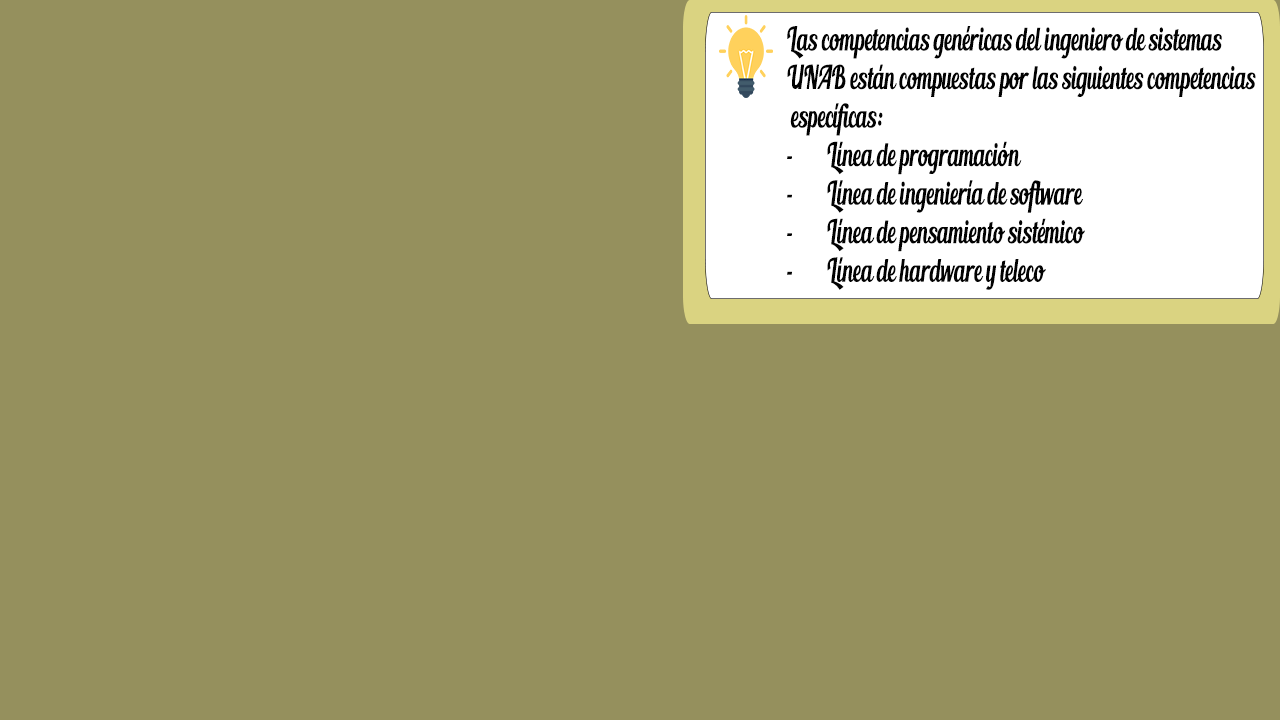 Las competencias genéricas del ingeniero de sistemas
UNAB están compuestas por las siguientes competencias
específicas:
- Línea de programación
- Línea de ingeniería de software
- Línea de pensamiento sistémico
- Línea de hardware y teleco